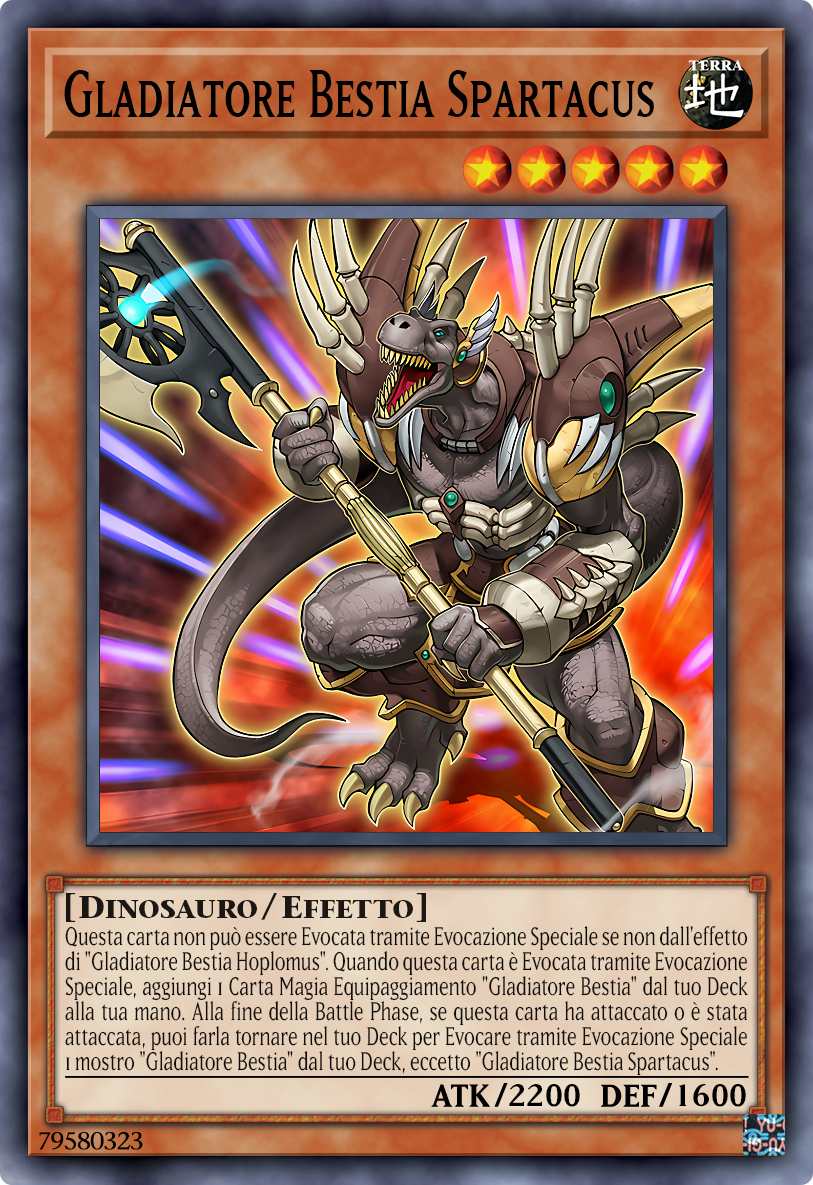 GLADIATORE BESTIA SPARTACUS
TERRA
地
[DINOSAURO/EFFETTO]
Questa carta non può essere Evocata tramite Evocazione Speciale se non dall'effetto
di "Gladiatore Bestia Hoplomus". Quando questa carta è Evocata tramite Evocazione
Speciale, aggiungi 1 Carta Magia Equipaggiamento "Gladiatore Bestia" dal tuo Deck
alla tua mano. Alla fine della Battle Phase, se questa carta ha attaccato o è stata
attaccata, puoi farla tornare nel tuo Deck per Evocare tramite Evocazione Speciale
1 mostro "Gladiatore Bestia" dal tuo Deck, eccetto "Gladiatore Bestia Spartacus".
ATK/2200 DEF/1600
79580323